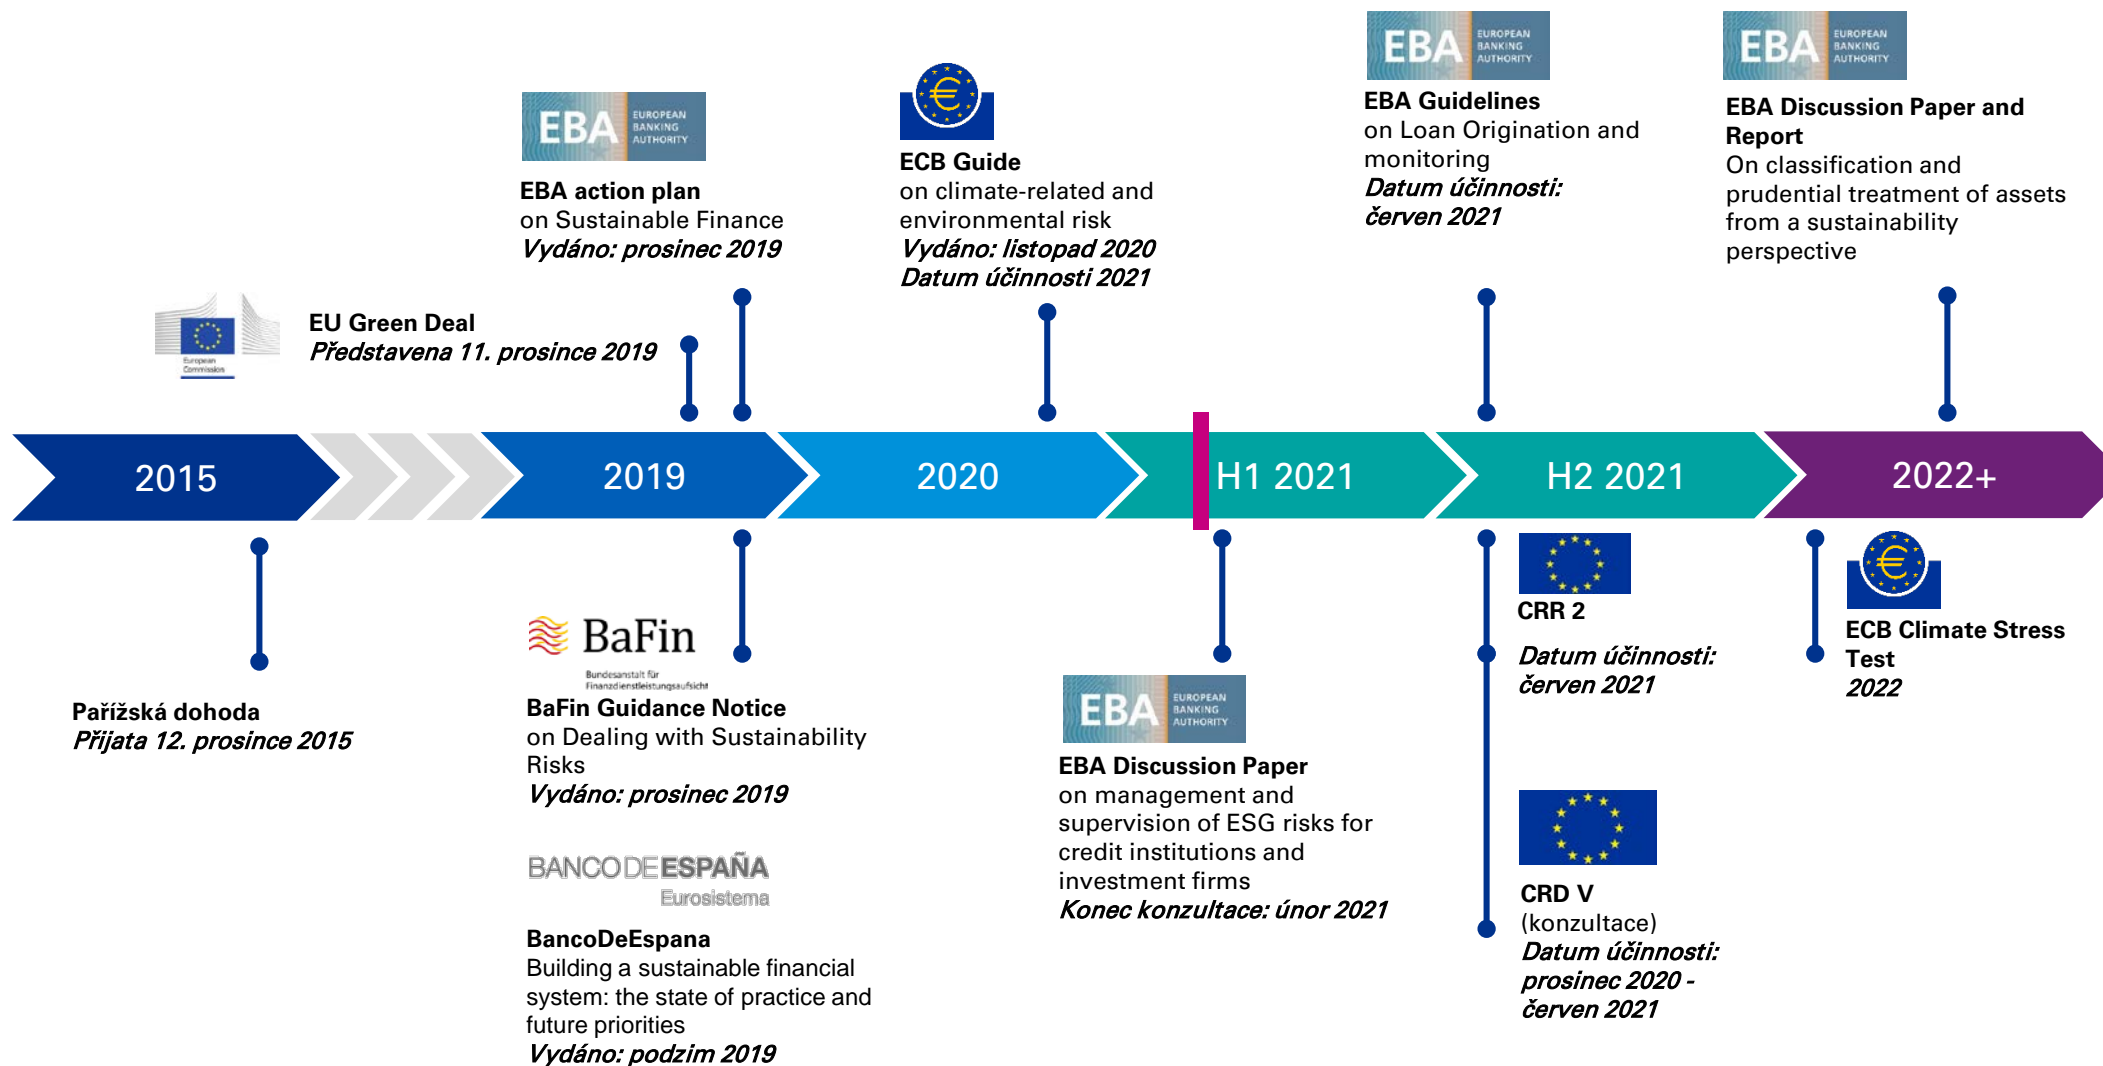 EBA EUROPEAN
BANKING
AUTHORITY
EBA action plan
on Sustainable Finance
Vydáno: prosinec 2019
ECB Guide
on climate-related and
environmental risk
Vydáno: listopad 2020
Datum účinnosti 2021
EBA EUROPEAN
BANKING
AUTHORITY
EBA Guidelines
on Loan Origination and
monitoring
Datum účinnosti:
červen 2021
EBA EUROPEAN
BANKING
AUTHORITY
EBA Discussion Paper and
Report
On classification and
prudential treatment of assets
from a sustainability
perspective
European
Commission
EU Green Deal
Představena 11. prosince 2019
2015
2019
2020
H1 2021
H2 2021
2022+
Pařížská dohoda
Přijata 12. prosince 2015
BaFin
Bundesanstalt für
Finanzdienstleistungsaufsicht
BaFin Guidance Notice
on Dealing with Sustainability
Risks
Vydáno: prosinec 2019
BANCODEESPAÑA
Eurosistema
BancoDeEspana
Building a sustainable financial
system: the state of practice and
future priorities
Vydáno: podzim 2019
EBA EUROPEAN
BANKING
AUTHORITY
EBA Discussion Paper
on management and
supervision of ESG risks for
credit institutions and
investment firms
Konec konzultace: únor 2021
CRR 2
Datum účinnosti:
červen 2021
CRD V
(konzultace)
Datum účinnosti:
prosinec 2020 -
červen 2021
ECB Climate Stress
Test
2022